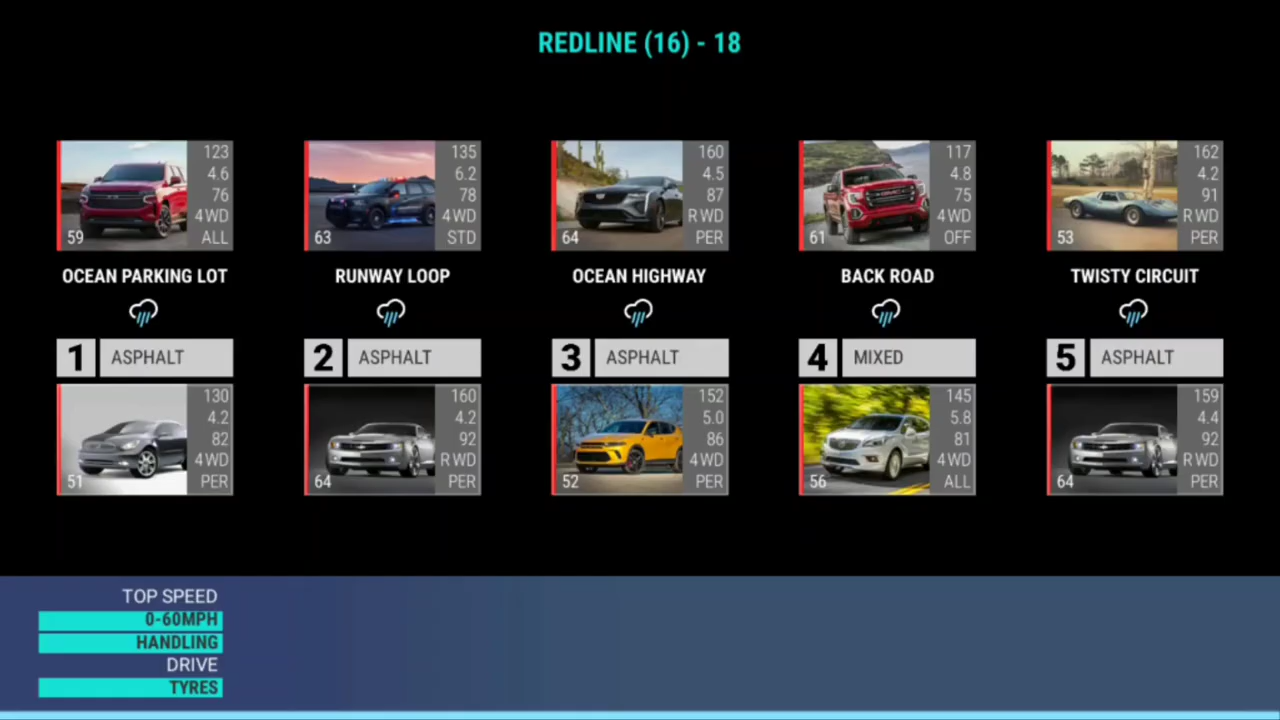 REDLINE (16) - 18
123
4.6
76
4WD
ALL
59
135
6.2
78
4WD
STD
63
160
4.5
87
RWD
PER
64
117
4.8
75
4WD
OFF
61
162
4.2
91
RWD
PER
53
OCEAN PARKING LOT
RUNWAY LOOP
OCEAN HIGHWAY
BACK ROAD
TWISTY CIRCUIT
1 ASPHALT
2 ASPHALT
3 ASPHALT
4 MIXED
5 ASPHALT
130
4.2
82
4WD
PER
51
160
4.2
92
RWD
PER
64
152
5.0
86
4WD
PER
52
145
5.8
81
4WD
ALL
56
159
4.4
92
RWD
PER
64
TOP SPEED
0-60MPH
HANDLING
DRIVE
TYRES